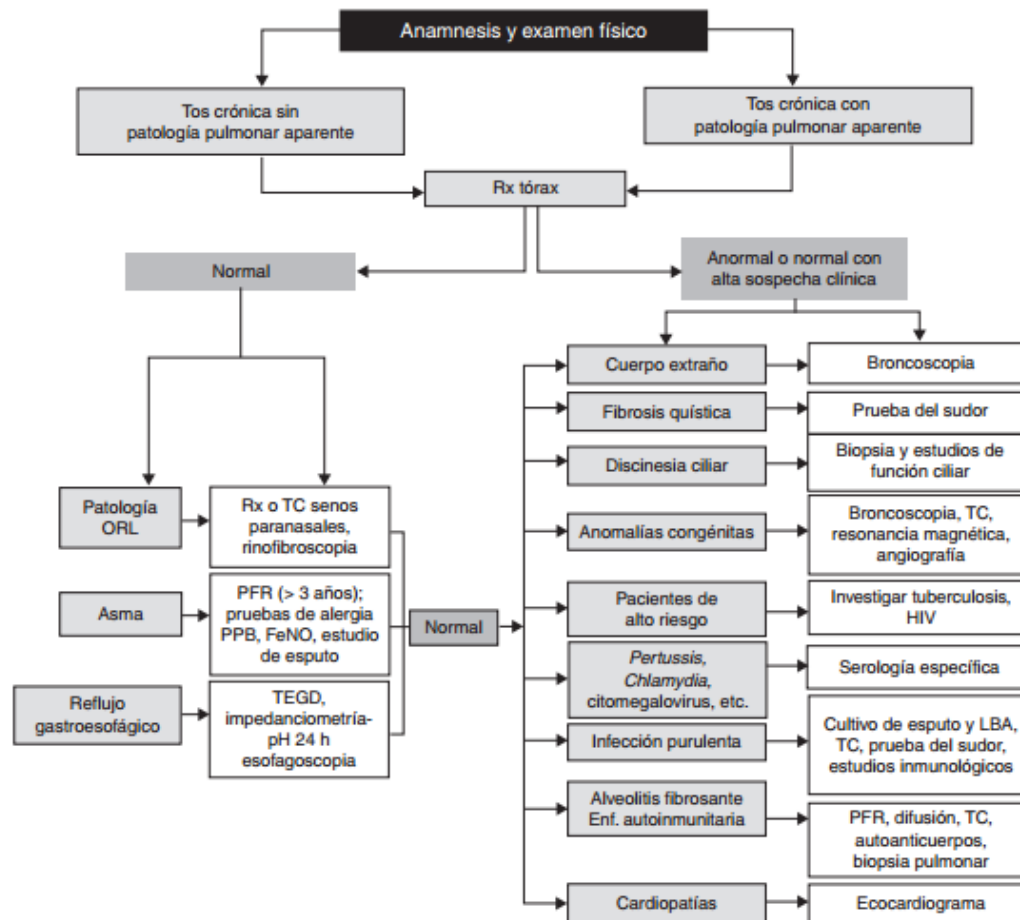 Anamnesis y examen físico
Tos crónica sin
patología pulmonar aparente
Tos crónica con
patología pulmonar aparente
Rx tórax
Normal
Anormal o normal con
alta sospecha clínica
Patología
ORL
Rx o TC senos
paranasales,
rinofibroscopia
Asma
PFR (> 3 años);
pruebas de alergia
PPB, FeNO, estudio
de esputo
Reflujo
gastroesofágico
TEGD,
impedanciometría-
pH 24 h
esofagoscopia
Normal
Cuerpo extraño
Broncoscopia
Fibrosis quística
Prueba del sudor
Discinesia ciliar
Biopsia y estudios de
función ciliar
Anomalías congénitas
Broncoscopia, TC,
resonancia magnética,
angiografía
Pacientes de
alto riesgo
Investigar tuberculosis,
HIV
Pertussis,
Chlamydia,
citomegalovirus, etc.
Serología específica
Infección purulenta
Cultivo de esputo y LBA,
TC, prueba del sudor,
estudios inmunológicos
Alveolitis fibrosante
Enf. autoinmunitaria
PFR, difusión, TC,
autoanticuerpos,
biopsia pulmonar
Cardiopatías
Ecocardiograma